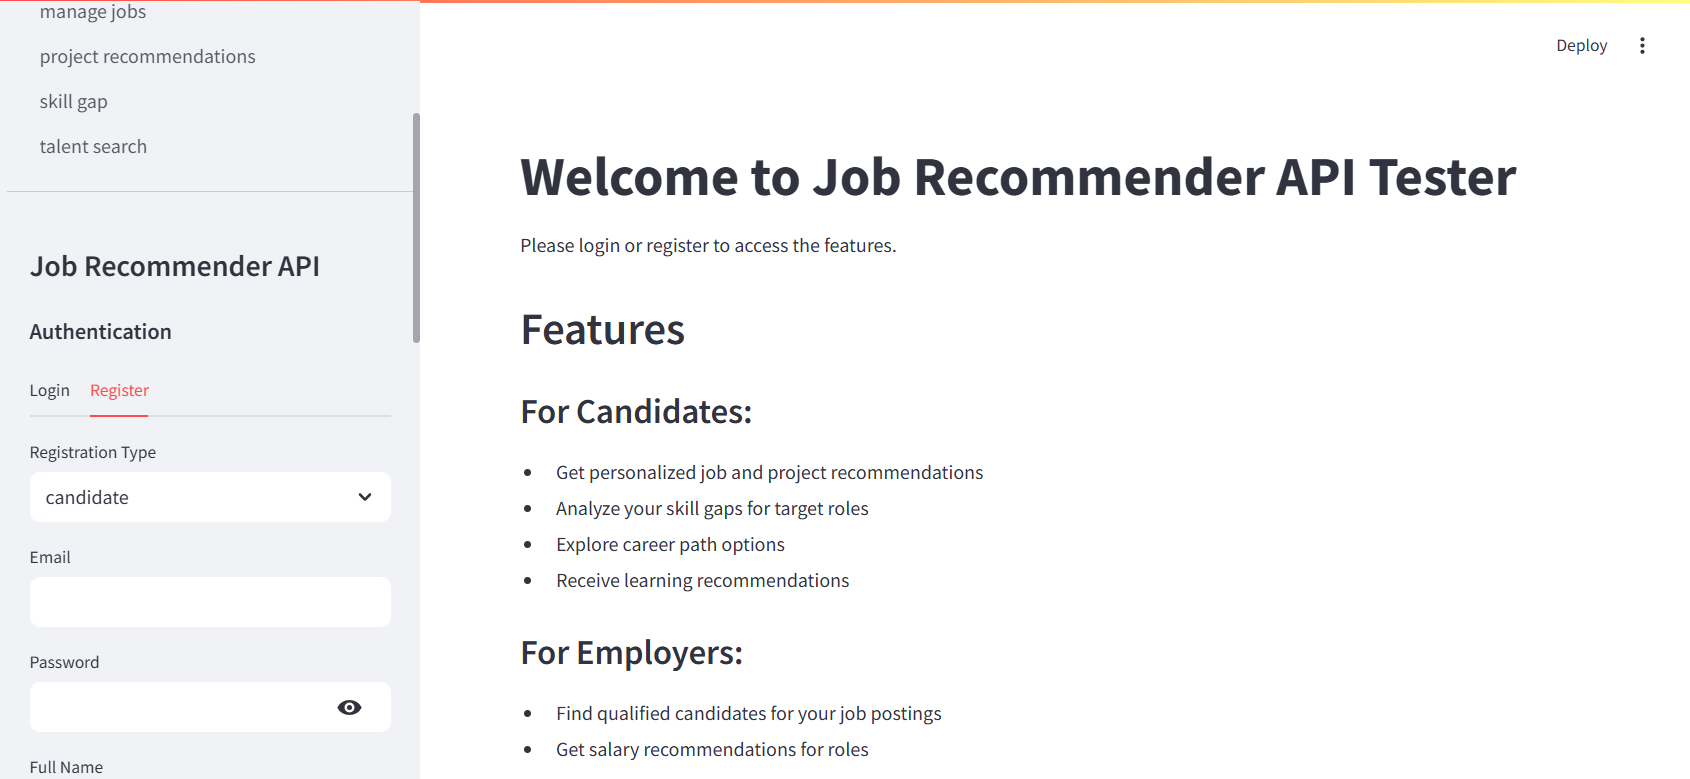 manage jobs
project recommendations
skill gap
talent search
Job Recommender API
Authentication
Login Register
Registration Type
candidate
Email
Password
Full Name
Deploy
Welcome to Job Recommender API Tester
Please login or register to access the features.
Features
For Candidates:
• Get personalized job and project recommendations
• Analyze your skill gaps for target roles
• Explore career path options
• Receive learning recommendations
For Employers:
• Find qualified candidates for your job postings
• Get salary recommendations for roles